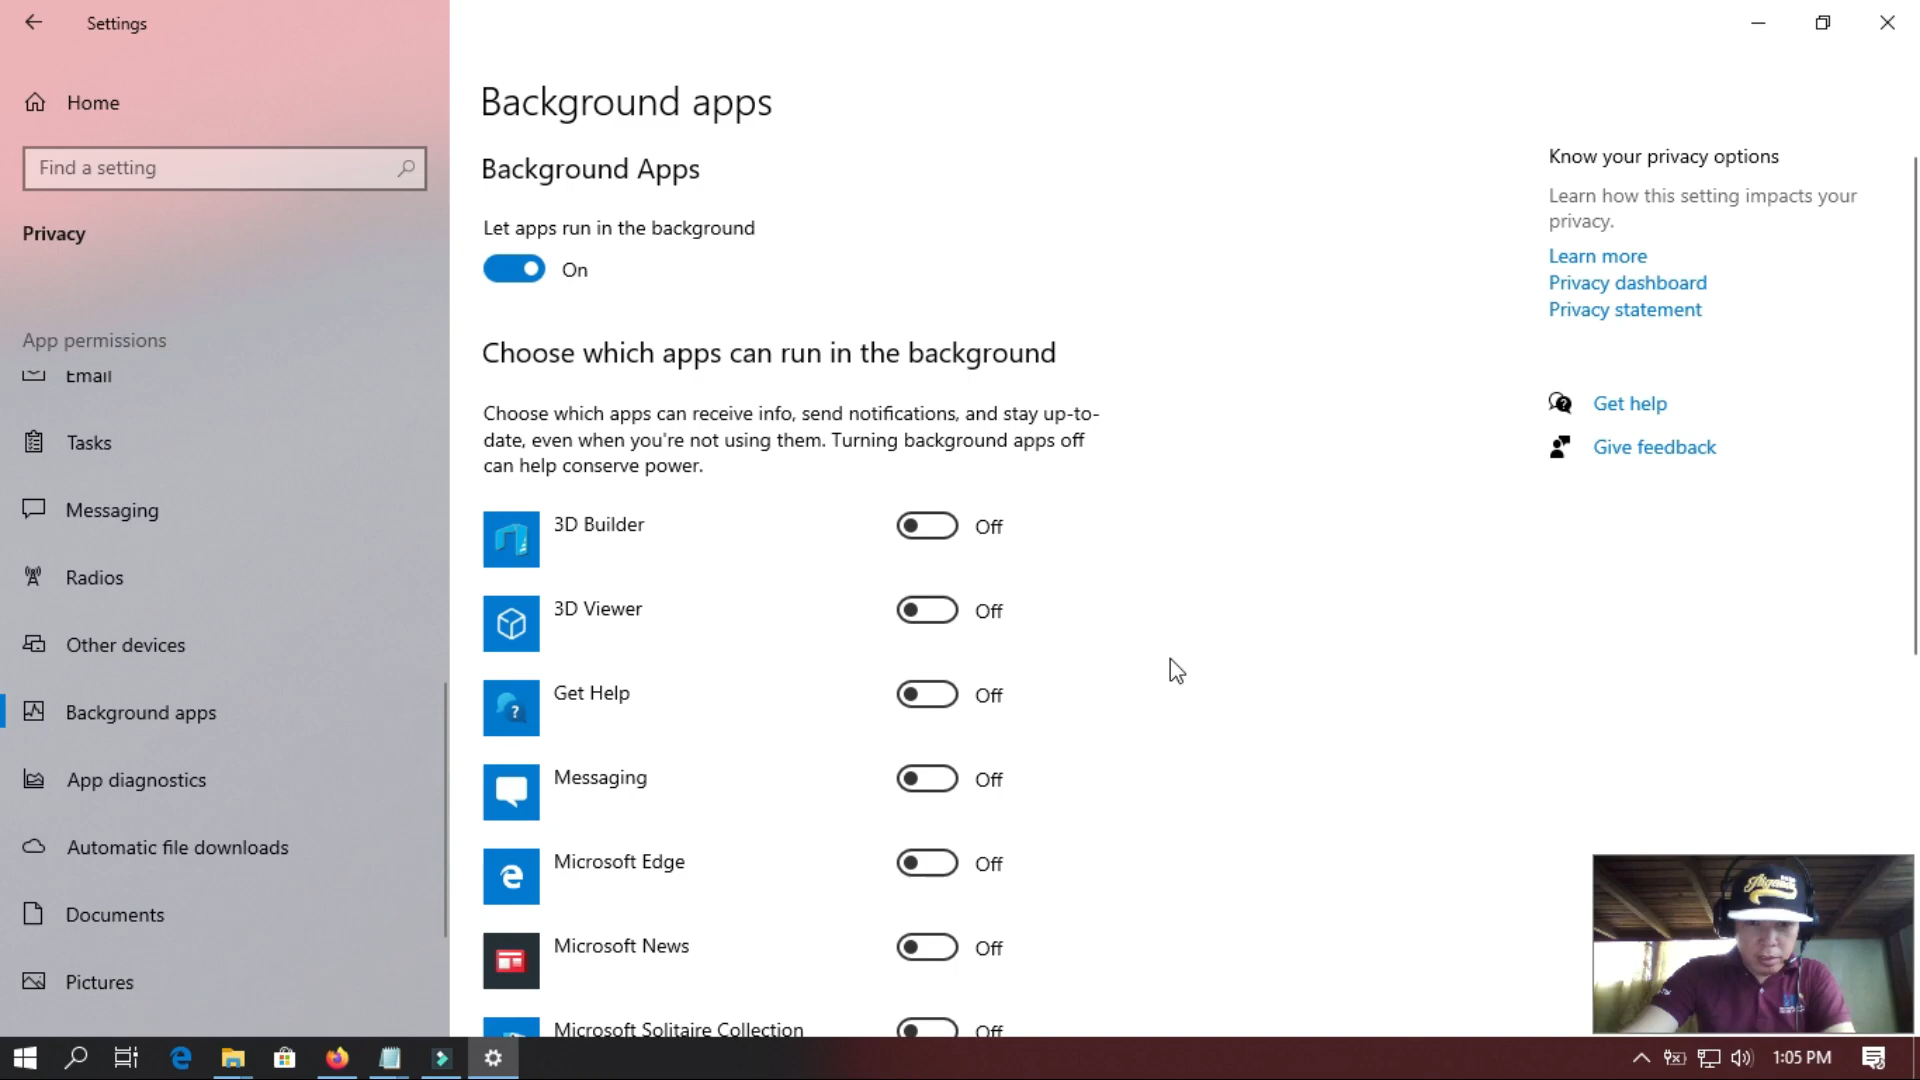 Settings
Home
Find a setting
Privacy
App permissions
Email
Tasks
Messaging
Radios
Other devices
Background apps
App diagnostics
Automatic file downloads
Documents
Pictures
Background apps
Background Apps
Let apps run in the background
On
Choose which apps can run in the background
Choose which apps can receive info, send notifications, and stay up-to-
date, even when you're not using them. Turning background apps off
can help conserve power.
3D Builder Off
3D Viewer Off
Get Help Off
Messaging Off
Microsoft Edge Off
Microsoft News Off
Microsoft Solitaire Collection Off
Know your privacy options
Learn how this setting impacts your
privacy.
Learn more
Privacy dashboard
Privacy statement
Get help
Give feedback
1:05 PM